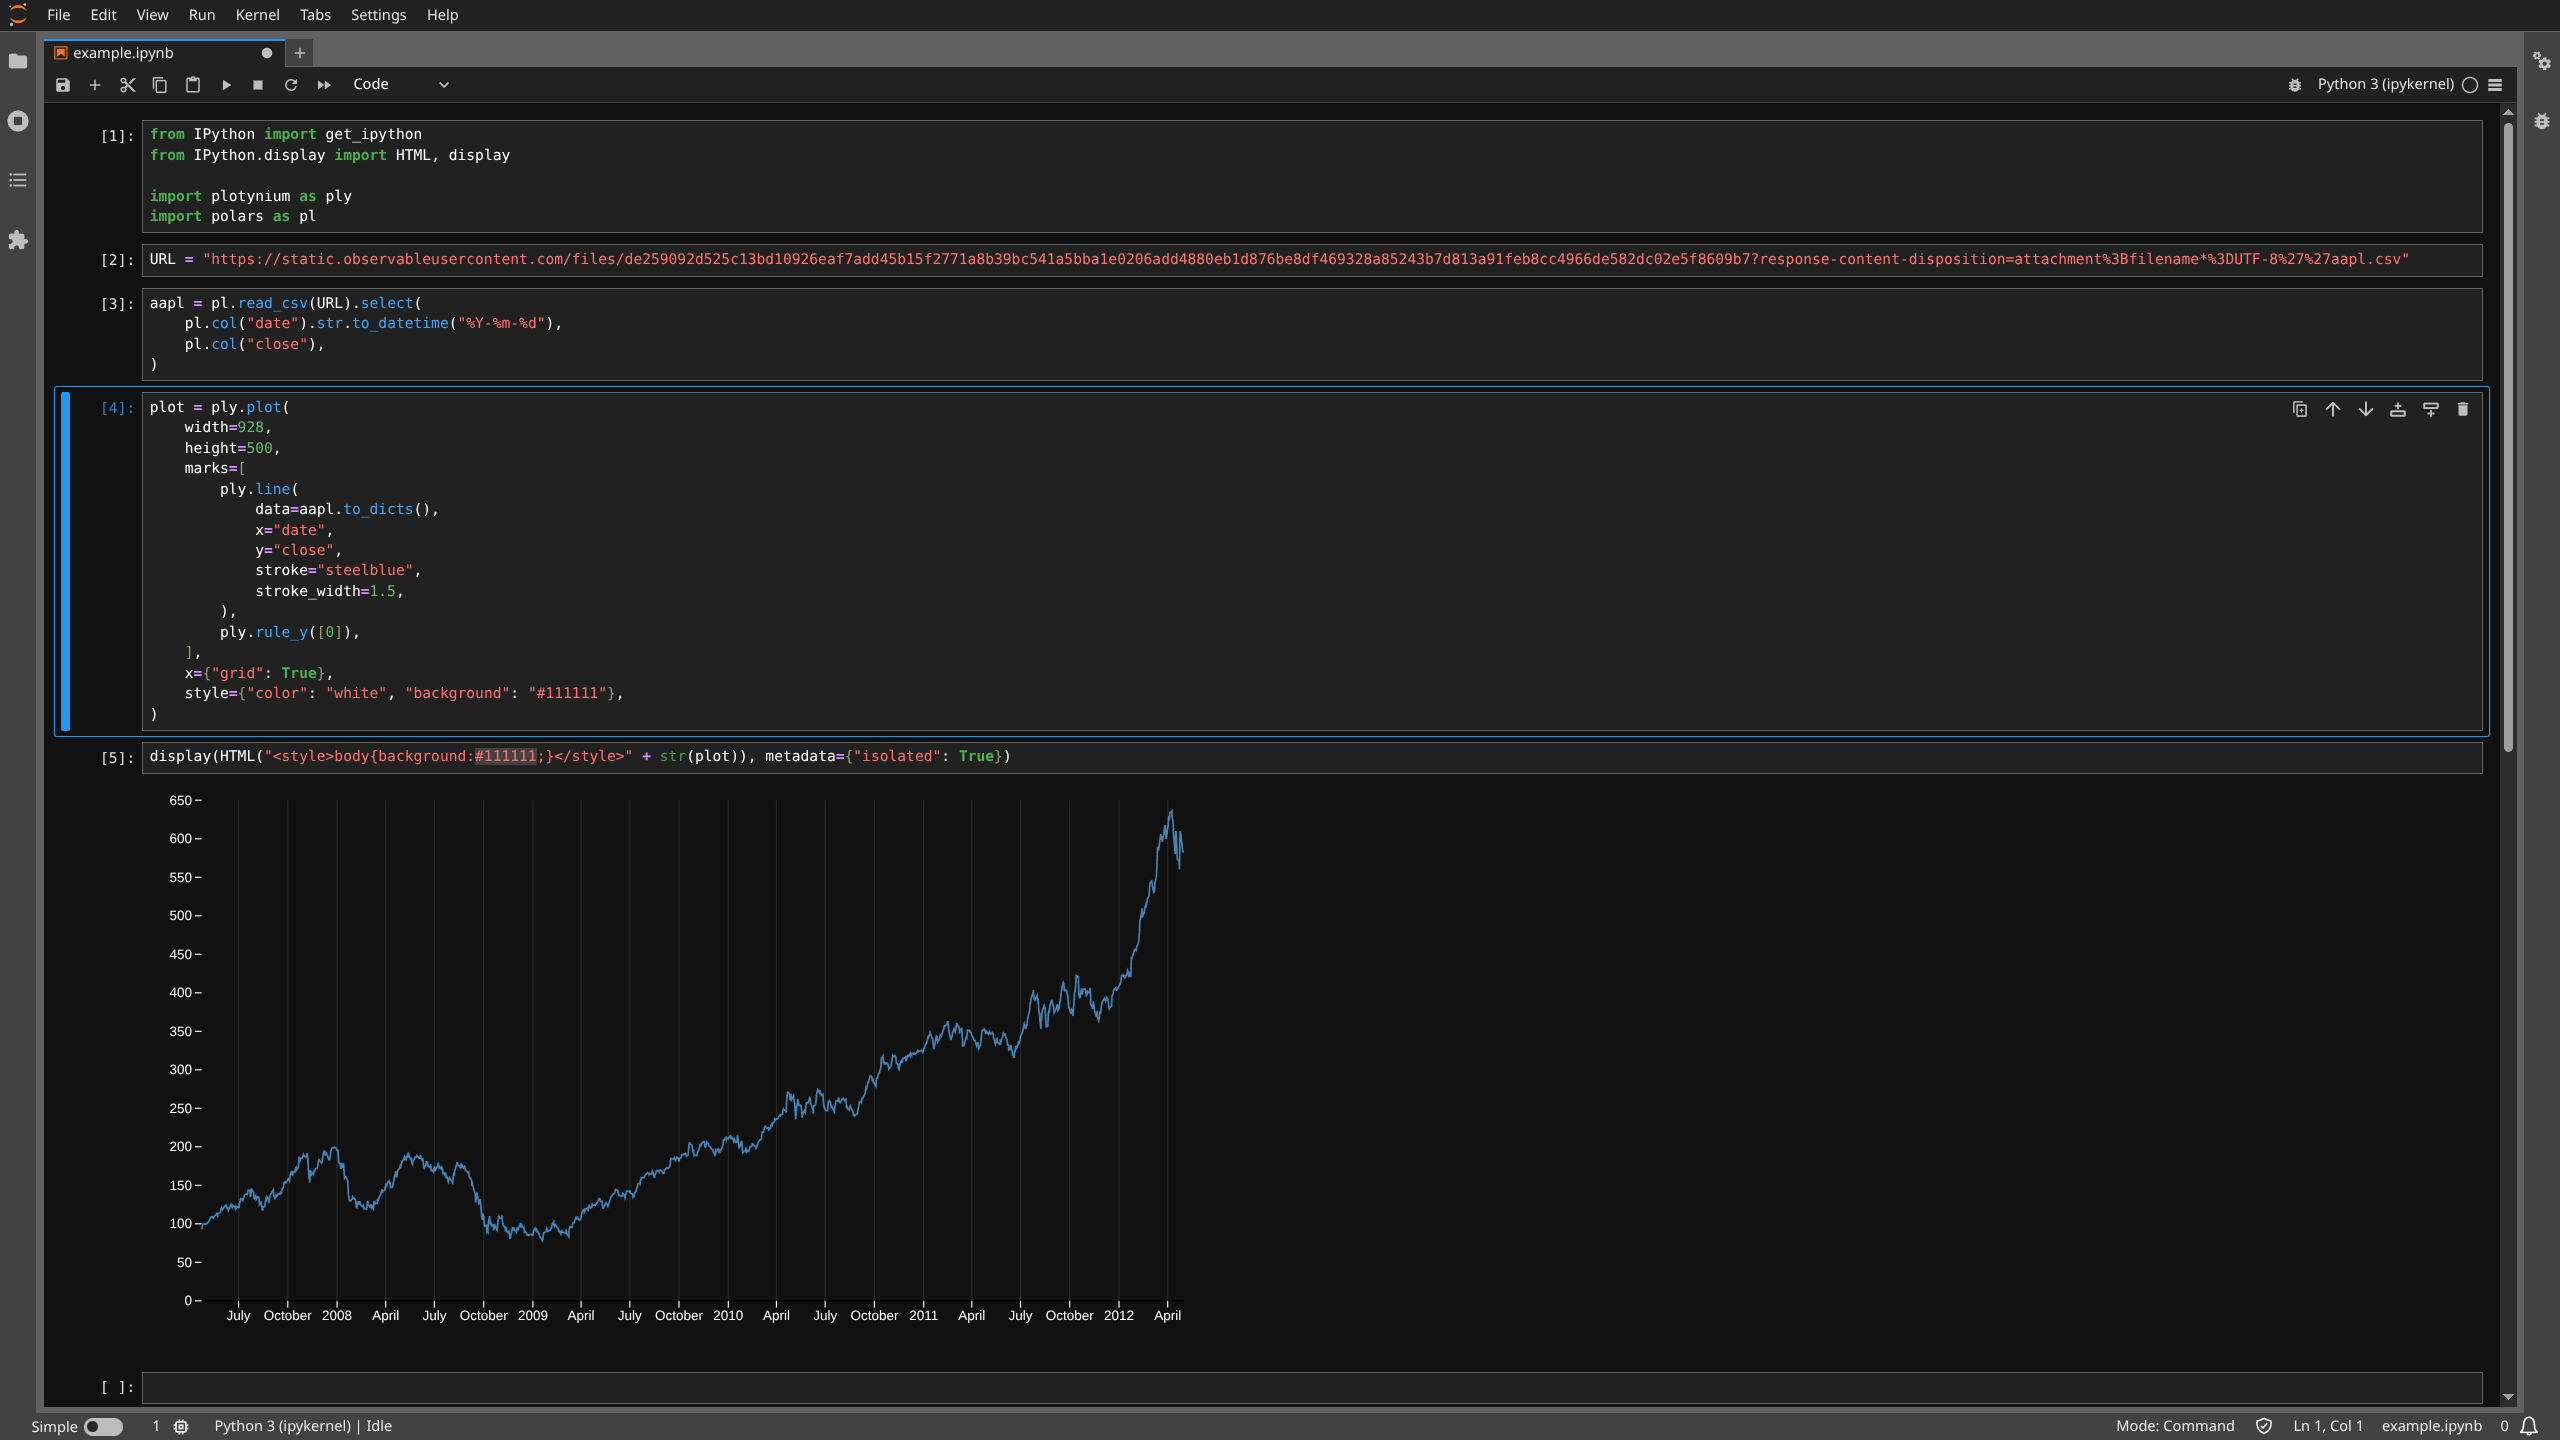 File Edit View Run Kernel Tabs Settings Help
example.ipynb
Code
Python 3 (ipykernel)
[1]: from IPython import get_ipython
from IPython.display import HTML, display
import plotynium as ply
import polars as pl
[2]: URL = "https://static.observableusercontent.com/files/de259092d525c13bd10926eaf7add45b15f2771a8b39bc541a5bba1e0206add4880eb1d876be8df469328a85243b7d813a91feb8cc4966de582dc02e5f8609b7?response-content-disposition=attachment%3Bfilename*%3DUTF-8%27%27aapl.csv"
[3]: aapl = pl.read_csv(URL).select(
    pl.col("date").str.to_datetime("%Y-%m-%d"),
    pl.col("close"),
)
[4]: plot = ply.plot(
    width=928,
    height=500,
    marks=[
        ply.line(
            data=aapl.to_dicts(),
            x="date",
            y="close",
            stroke="steelblue",
            stroke_width=1.5,
        ),
        ply.rule_y([0]),
    ],
    x={"grid": True},
    style={"color": "white", "background": "#111111"},
)
[5]: display(HTML("<style>body{background:#111111;}</style>" + str(plot)), metadata={"isolated": True})
650
600
550
500
450
400
350
300
250
200
150
100
50
0
July October 2008 April July October 2009 April July October 2010 April July October 2011 April July October 2012 April
[ ]:
Simple 1 Python 3 (ipykernel) | Idle Mode: Command Ln 1, Col 1 example.ipynb 0